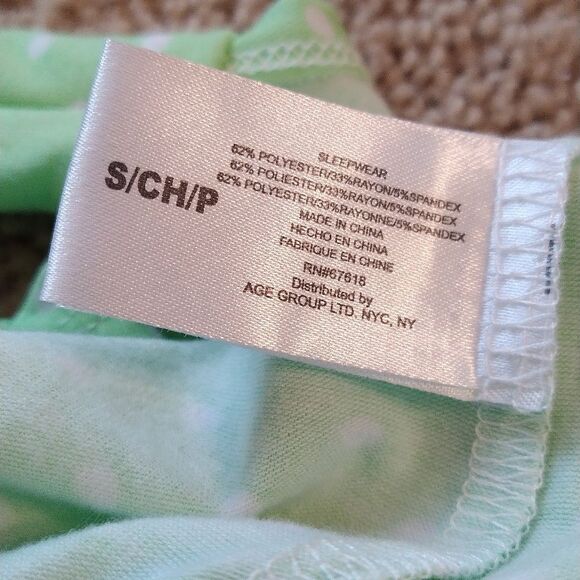 S/CH/P
SLEEPWEAR
62% POLYESTER/33%RAYON/5%SPANDEX
62% POLIESTER/33%RAYON/5%SPANDEX
62% POLYESTER/33%RAYONNE/5%SPANDEX
MADE IN CHINA
HECHO EN CHINA
FABRIQUE EN CHINE
RN#67618
Distributed by
AGE GROUP LTD. NYC, NY